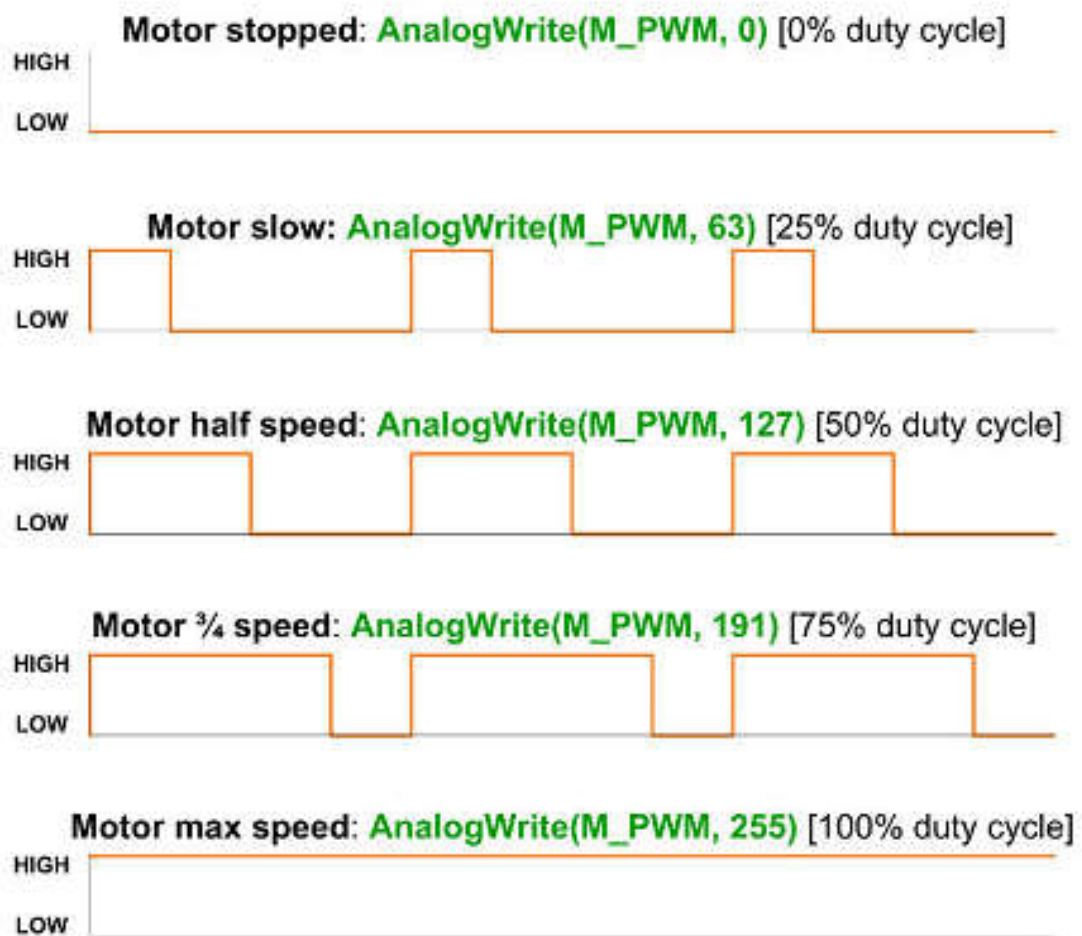 Motor stopped: AnalogWrite(M_PWM, 0) [0% duty cycle]
HIGH
LOW
Motor slow: AnalogWrite(M_PWM, 63) [25% duty cycle]
HIGH
LOW
Motor half speed: AnalogWrite(M_PWM, 127) [50% duty cycle]
HIGH
LOW
Motor ¾ speed: AnalogWrite(M_PWM, 191) [75% duty cycle]
HIGH
LOW
Motor max speed: AnalogWrite(M_PWM, 255) [100% duty cycle]
HIGH
LOW